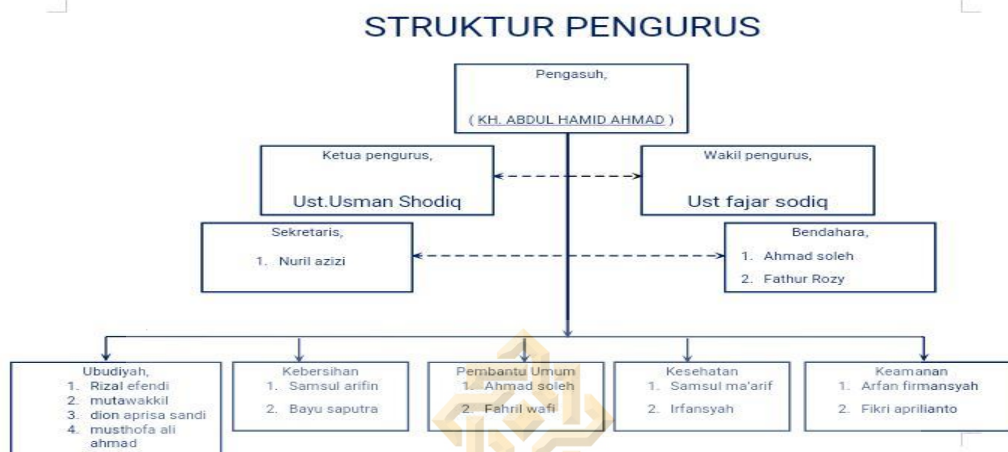 STRUKTUR PENGURUS
Pengasuh,
( KH. ABDUL HAMID AHMAD )
Ketua pengurus,
Ust.Usman Shodiq
Wakil pengurus,
Ust fajar sodiq
Sekretaris,
1. Nuril azizi
Bendahara,
1. Ahmad soleh
2. Fathur Rozy
Ubudiyah,
1. Rizal efendi
2. mutawakkil
3. dion aprisa sandi
4. musthofa ali
ahmad
Kebersihan
1. Samsul arifin
2. Bayu saputra
Pembantu Umum
1. Ahmad soleh
2. Fahril wafi
Kesehatan
1. Samsul ma'arif
2. Irfansyah
Keamanan
1. Arfan firmansyah
2. Fikri aprilianto